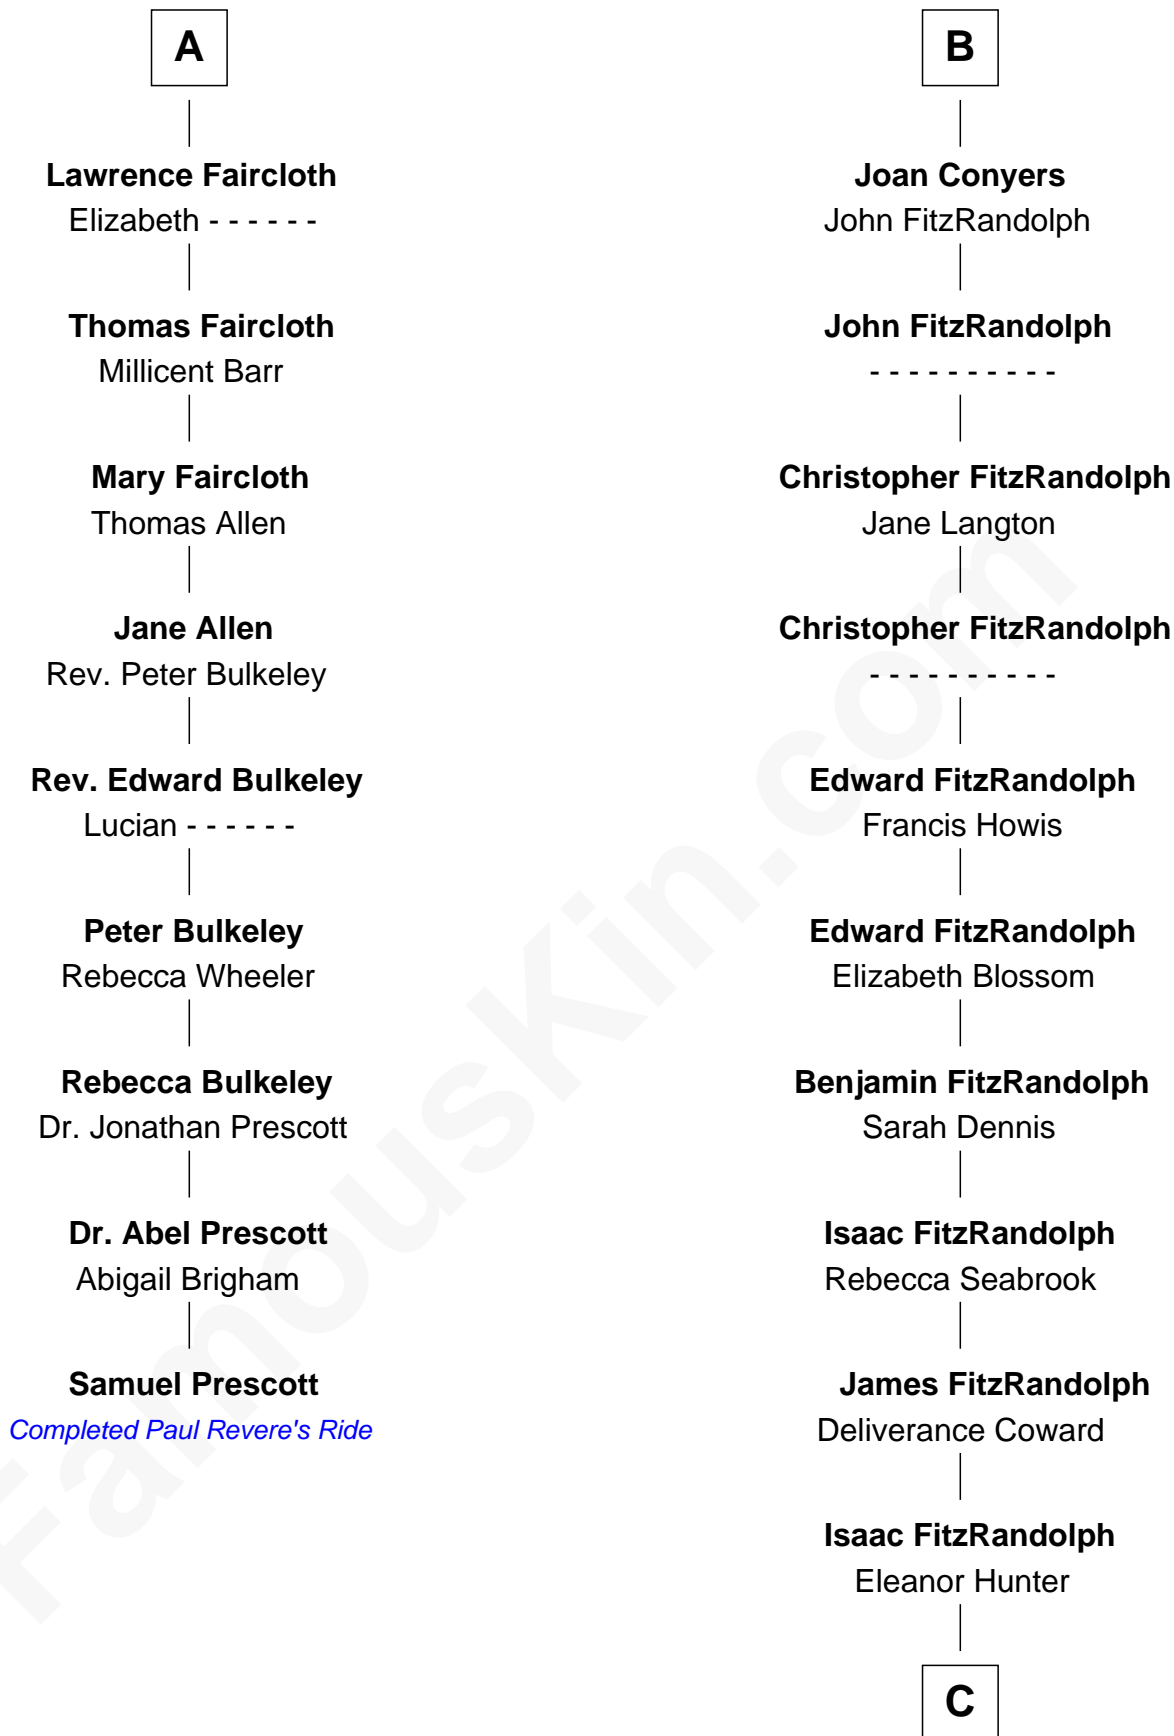 A
Lawrence Faircloth
Elizabeth - - - - - -
Thomas Faircloth
Millicent Barr
Mary Faircloth
Thomas Allen
Jane Allen
Rev. Peter Bulkeley
Rev. Edward Bulkeley
Lucian - - - - - -
Peter Bulkeley
Rebecca Wheeler
Rebecca Bulkeley
Dr. Jonathan Prescott
Dr. Abel Prescott
Abigail Brigham
Samuel Prescott
Completed Paul Revere's Ride
B
Joan Conyers
John FitzRandolph
John FitzRandolph
- - - - - - - - - -
Christopher FitzRandolph
Jane Langton
Christopher FitzRandolph
- - - - - - - - - -
Edward FitzRandolph
Francis Howis
Edward FitzRandolph
Elizabeth Blossom
Benjamin FitzRandolph
Sarah Dennis
Isaac FitzRandolph
Rebecca Seabrook
James FitzRandolph
Deliverance Coward
Isaac FitzRandolph
Eleanor Hunter
C
FamousKin.com